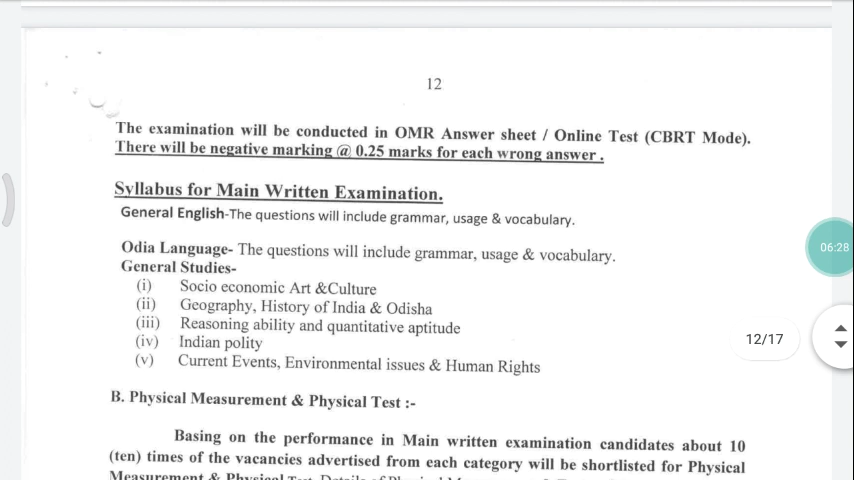 12
The examination will be conducted in OMR Answer sheet / Online Test (CBRT Mode).
There will be negative marking @ 0.25 marks for each wrong answer .
Syllabus for Main Written Examination.
General English-The questions will include grammar, usage & vocabulary.
Odia Language- The questions will include grammar, usage & vocabulary.
General Studies-
(i) Socio economic Art &Culture
(ii) Geography, History of India & Odisha
(iii) Reasoning ability and quantitative aptitude
(iv) Indian polity
(v) Current Events, Environmental issues & Human Rights
B. Physical Measurement & Physical Test :-
Basing on the performance in Main written examination candidates about 10
(ten) times of the vacancies advertised from each category will be shortlisted for Physical
Measurement & Physical Test
06:28
12/17